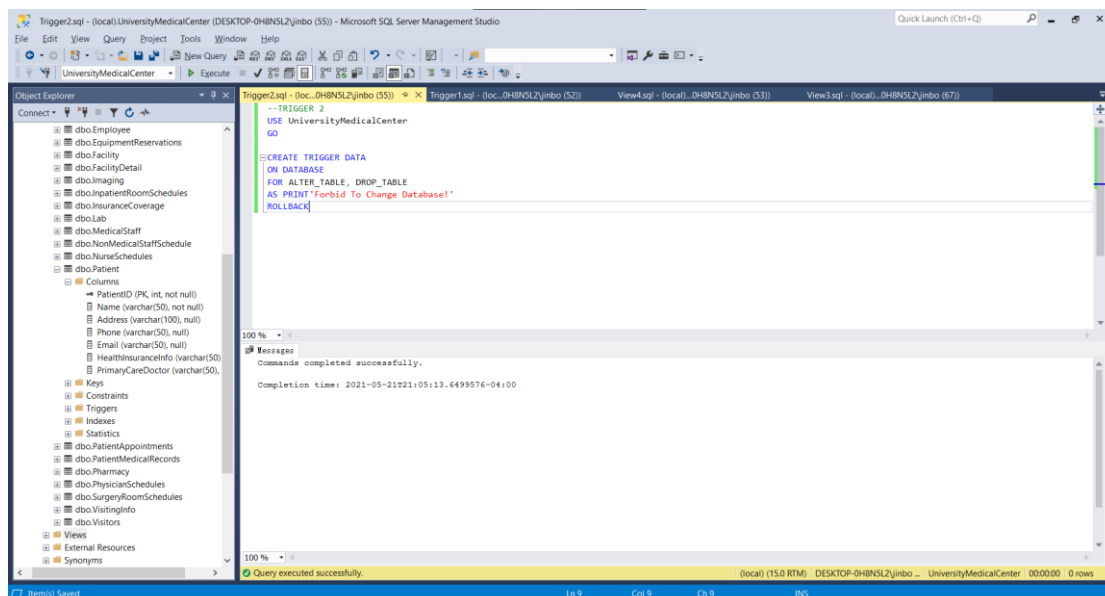 Trigger2.sql - (local).UniversityMedicalCenter (DESKTOP-0H8N5L2\jinbo (55)) - Microsoft SQL Server Management Studio
Quick Launch (Ctrl+Q)
File Edit View Query Project Tools Window Help
New Query
UniversityMedicalCenter Execute
Object Explorer
Trigger2.sql - (loc...0H8N5L2\jinbo (55)) Trigger1.sql - (loc...0H8N5L2\jinbo (52)) View4.sql - (local)...0H8N5L2\jinbo (53)) View3.sql - (local)...0H8N5L2\jinbo (67))
Connect
dbo.Employee
dbo.EquipmentReservations
dbo.Facility
dbo.FacilityDetail
dbo.Imaging
dbo.InpatientRoomSchedules
dbo.InsuranceCoverage
dbo.Lab
dbo.MedicalStaff
dbo.NonMedicalStaffSchedule
dbo.NurseSchedules
dbo.Patient
Columns
PatientID (PK, int, not null)
Name (varchar(50), not null)
Address (varchar(100), null)
Phone (varchar(50), null)
Email (varchar(50), null)
HealthInsuranceInfo (varchar(50)
PrimaryCareDoctor (varchar(50),
Keys
Constraints
Triggers
Indexes
Statistics
dbo.PatientAppointments
dbo.PatientMedicalRecords
dbo.Pharmacy
dbo.PhysicianSchedules
dbo.SurgeryRoomSchedules
dbo.VisitingInfo
dbo.Visitors
Views
External Resources
Synonyms
--TRIGGER 2
USE UniversityMedicalCenter
GO
CREATE TRIGGER DATA
ON DATABASE
FOR ALTER_TABLE, DROP_TABLE
AS PRINT'Forbid To Change Database!'
ROLLBACK
100 %
Messages
Commands completed successfully.
Completion time: 2021-05-21T21:05:13.6499576-04:00
100 %
Query executed successfully.
(local) (15.0 RTM) DESKTOP-0H8N5L2\jinbo ... UniversityMedicalCenter 00:00:00 0 rows
Item(s) Saved Ln 9 Col 9 Ch 9 INS